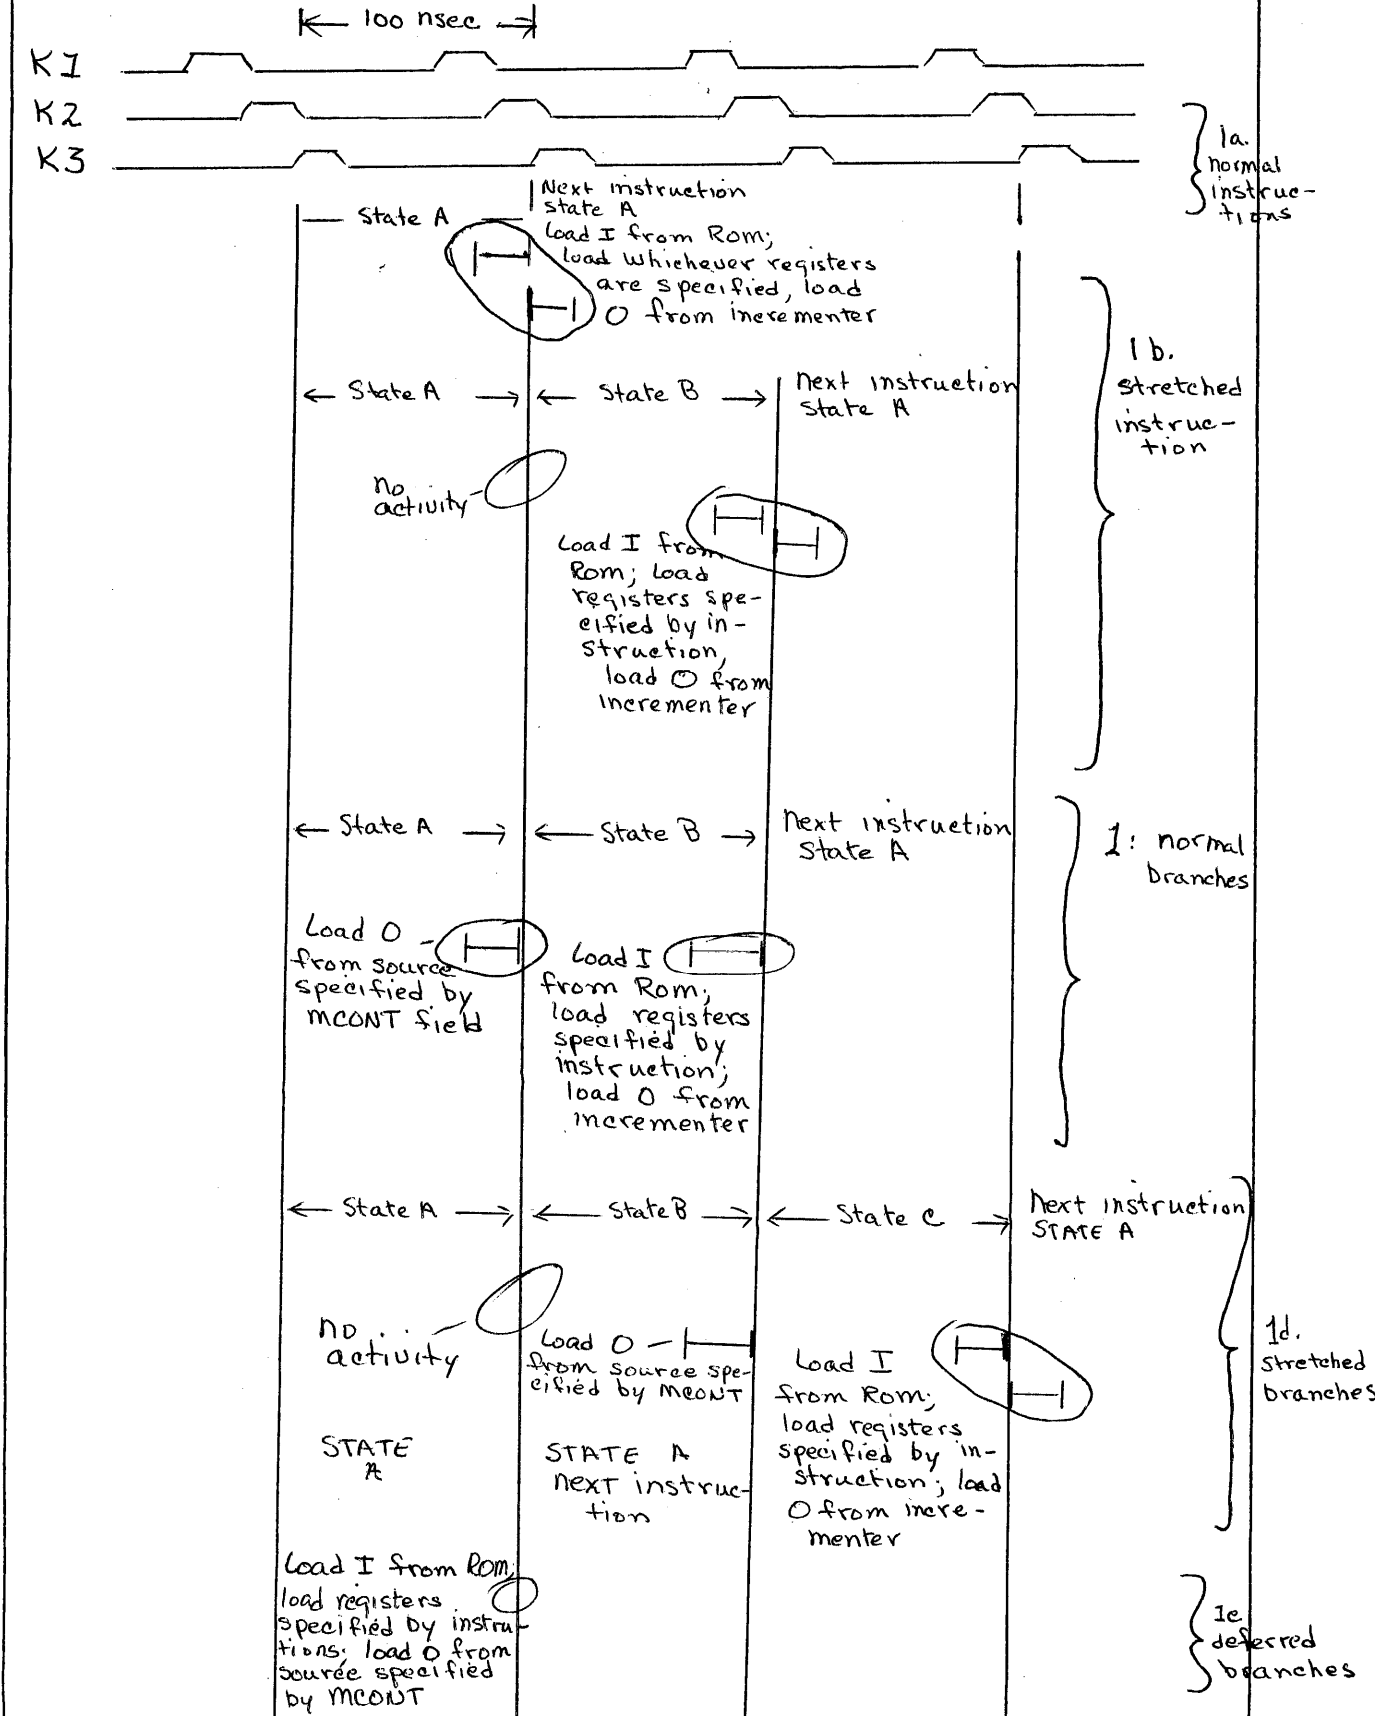 100 nsec
K1
K2
K3
1a.
normal
instruc-
tions
State A
Next instruction
State A
Load I from Rom;
load whichever registers
are specified, load
O from incrementer
1b.
stretched
instruc-
tion
State A
State B
next instruction
State A
no
activity
Load I from
Rom; load
registers spe-
cified by in-
struction,
load O from
incrementer
State A
State B
next instruction
State A
1: normal
branches
Load O
from source
specified by
MCONT field
Load I
from Rom;
load registers
specified by
instruction;
load O from
incrementer
State A
State B
State C
next instruction
STATE A
no
activity
Load O
from source spe-
cified by MCONT
Load I
from Rom;
load registers
specified by in-
struction; load
O from incre-
menter
1d.
stretched
branches
STATE
A
STATE A
next instruc-
tion
Load I from ROM;
load registers
specified by instru-
tions; load O from
source specified
by MCONT
1e
deferred
branches